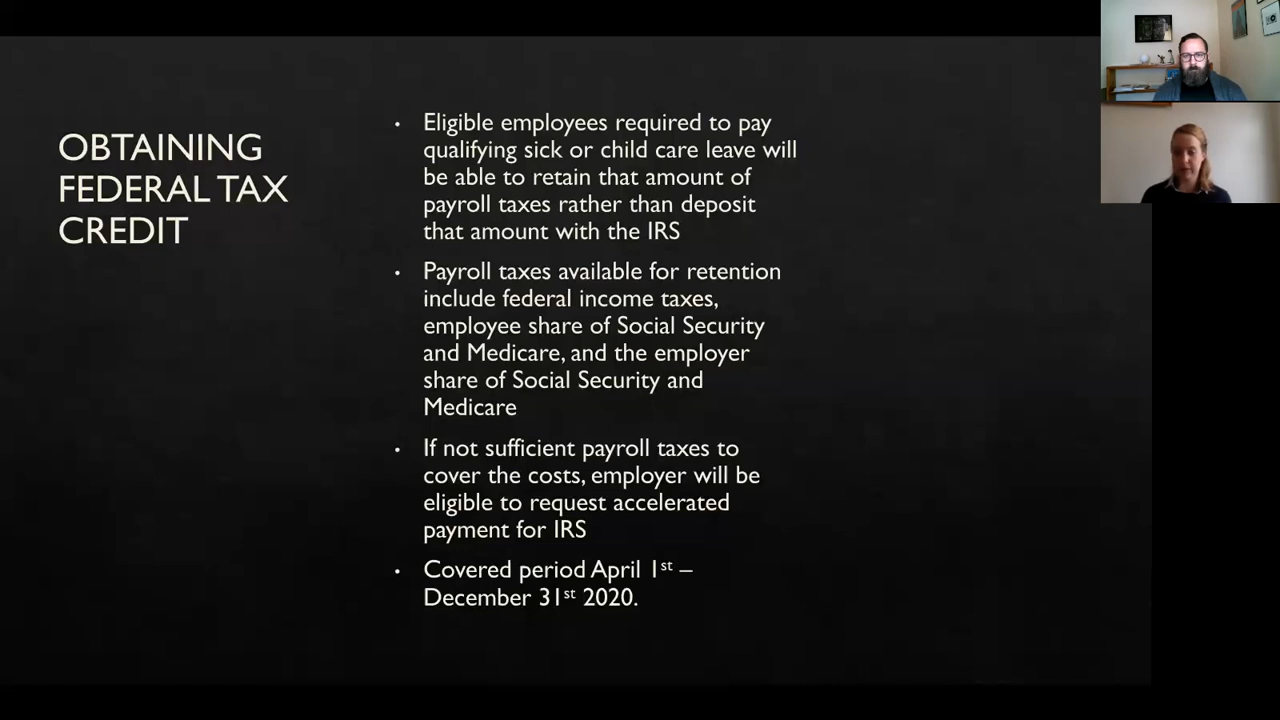 OBTAINING
FEDERAL TAX
CREDIT
• Eligible employees required to pay
qualifying sick or child care leave will
be able to retain that amount of
payroll taxes rather than deposit
that amount with the IRS
• Payroll taxes available for retention
include federal income taxes,
employee share of Social Security
and Medicare, and the employer
share of Social Security and
Medicare
• If not sufficient payroll taxes to
cover the costs, employer will be
eligible to request accelerated
payment for IRS
• Covered period April 1st –
December 31st 2020.